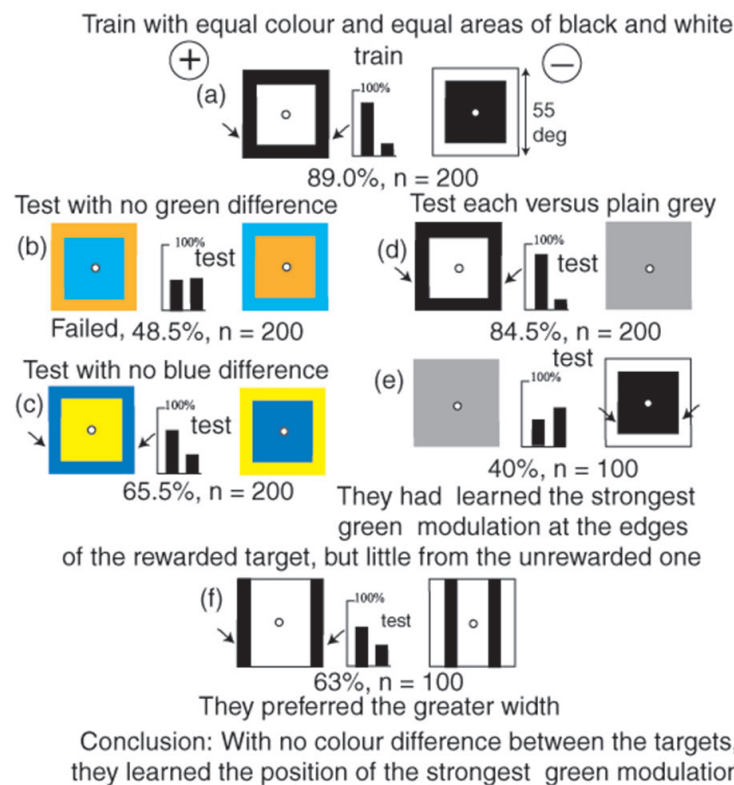 Train with equal colour and equal areas of black and white
+
train
−
(a)
100%
55
deg
89.0%, n = 200
Test with no green difference
(b)
100%
test
Failed, 48.5%, n = 200
Test each versus plain grey
(d)
100%
test
84.5%, n = 200
Test with no blue difference
(c)
100%
test
65.5%, n = 200
test
(e)
100%
40%, n = 100
They had learned the strongest
green modulation at the edges
of the rewarded target, but little from the unrewarded one
(f)
100%
test
63%, n = 100
They preferred the greater width
Conclusion: With no colour difference between the targets,
they learned the position of the strongest green modulation